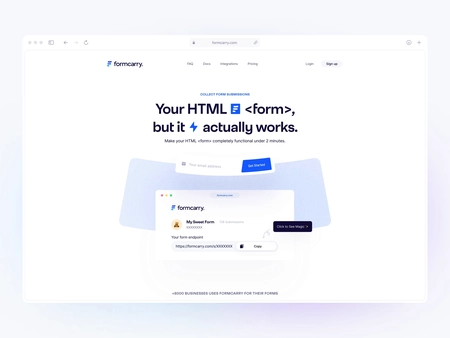 formcarry.com
formcarry.
FAQ Docs Integrations Pricing
Login Sign up
COLLECT FORM SUBMISSIONS
Your HTML <form>,
but it actually works.
Make your HTML <form> completely functional under 2 minutes.
Your email address
Get Started
formcarry.
My Sweet Form
XXXXXXX
Click to See Magic →
Your form endpoint
https://formcarry.com/s/XXXXXXX
Copy
+8000 BUSINESSES USES FORMCARRY FOR THEIR FORMS